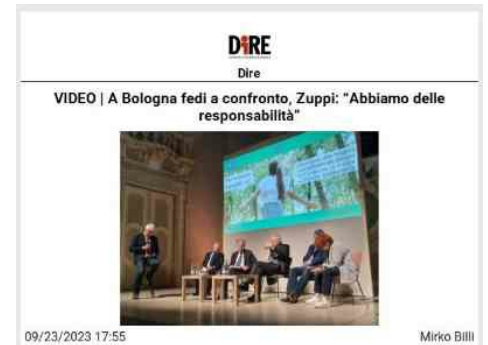 DiRE
Dire
VIDEO | A Bologna fedi a confronto, Zuppi: "Abbiamo delle
responsabilità"
09/23/2023 17:55
Mirko Billi